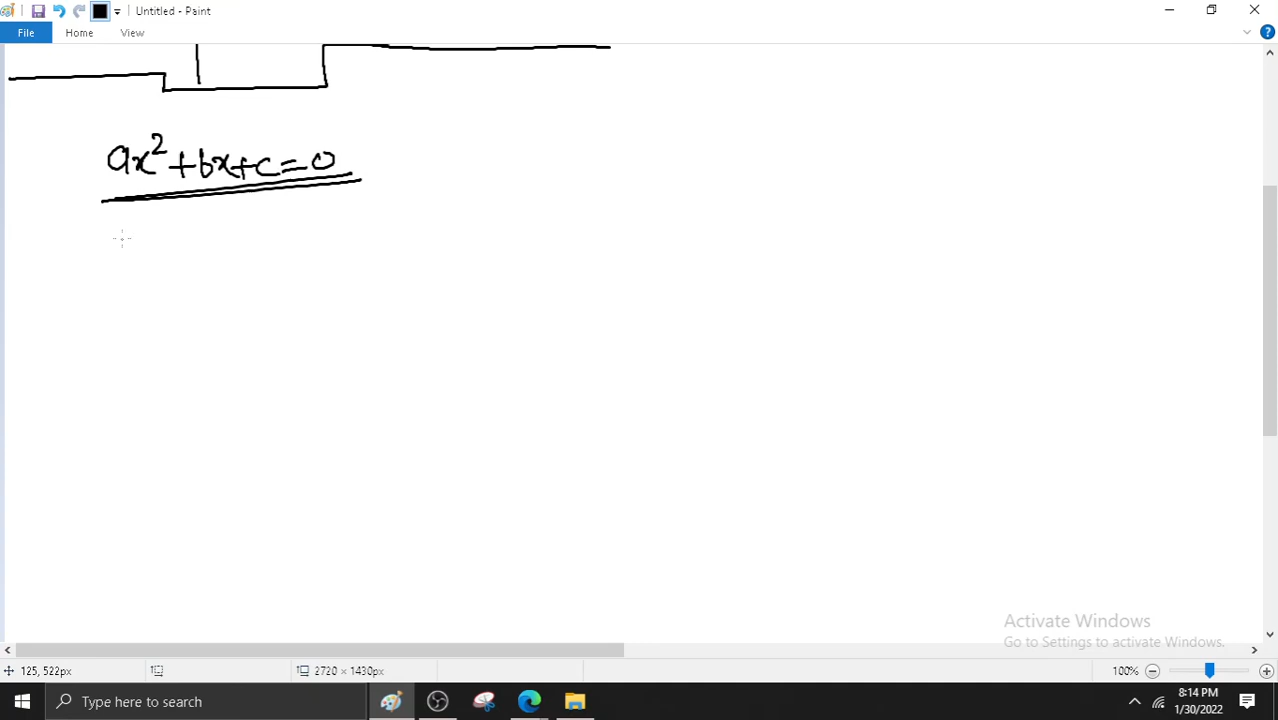 Untitled - Paint
File Home View
ax²+bx+c=0
Activate Windows
Go to Settings to activate Windows.
125, 522px 2720 × 1430px 100%
Type here to search
8:14 PM
1/30/2022